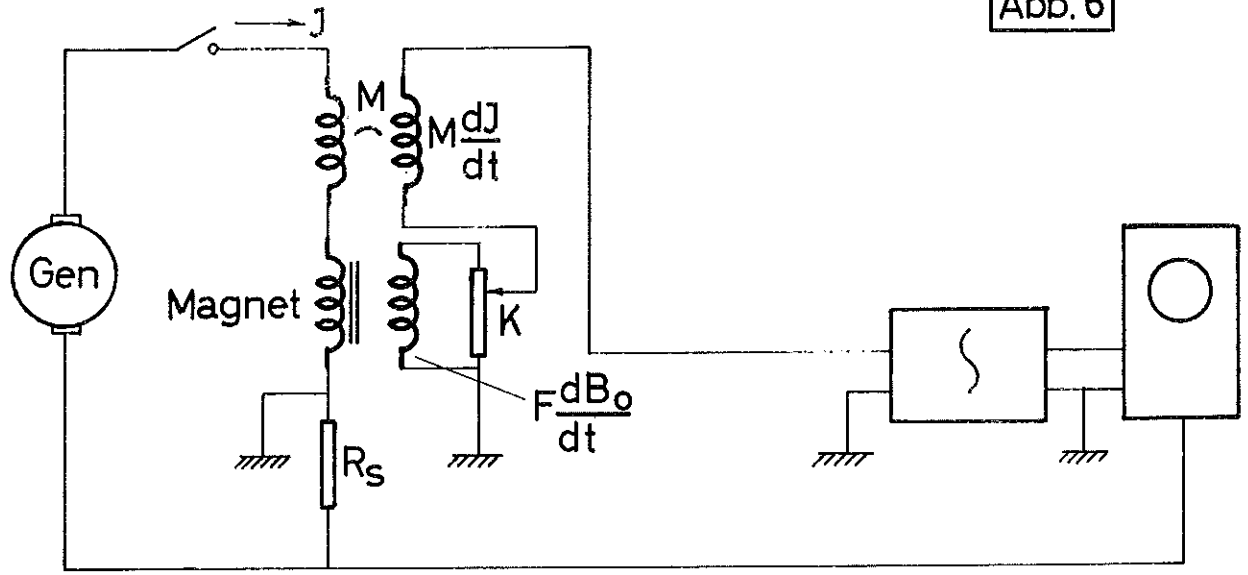 Abb. 6
J
M
M dJ/dt
Gen
Magnet
K
F dB₀/dt
R_S
∫